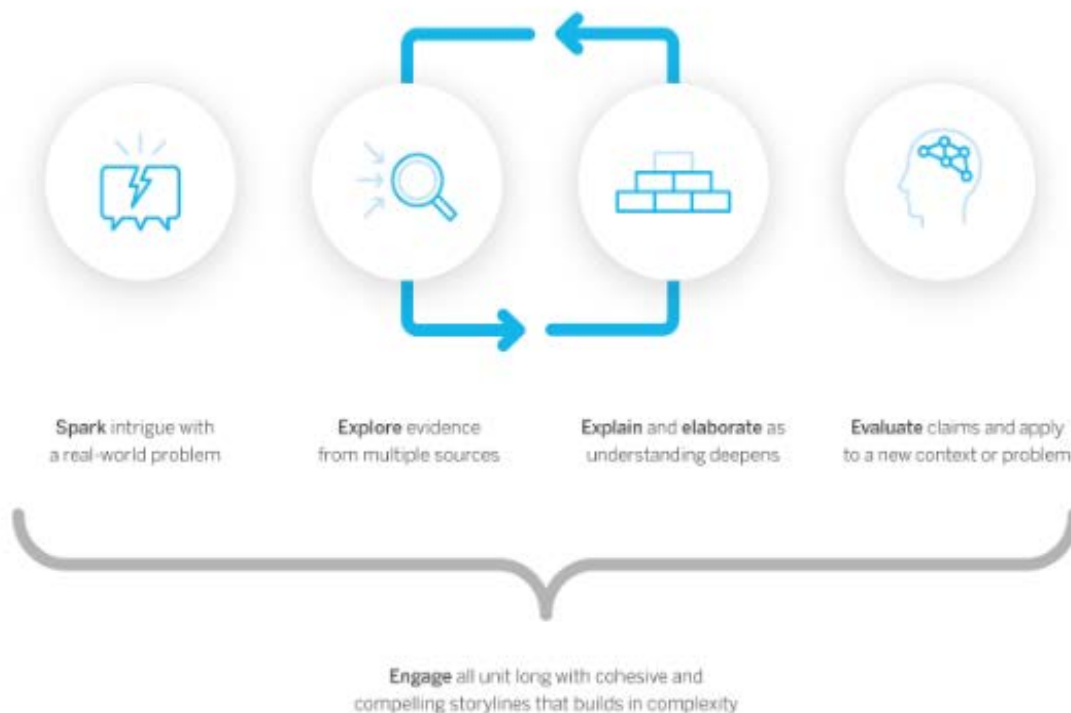 Spark intrigue with
a real-world problem
Explore evidence
from multiple sources
Explain and elaborate as
understanding deepens
Evaluate claims and apply
to a new context or problem
Engage all unit long with cohesive and
compelling storylines that builds in complexity